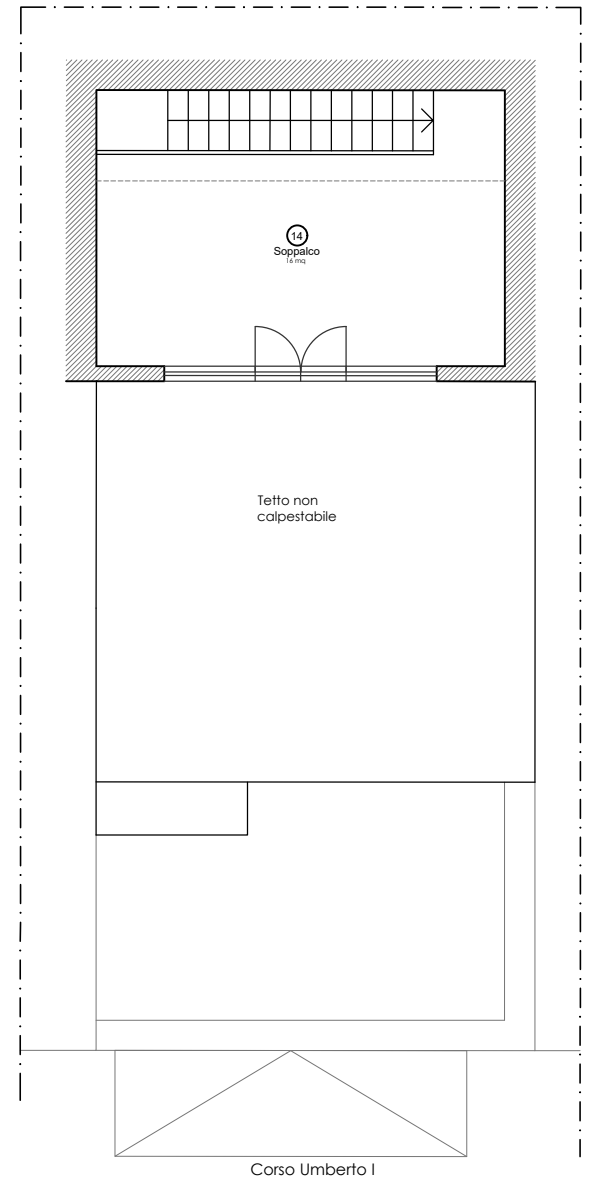 14
Soppalco
16 mq
Tetto non
calpestabile
Corso Umberto I